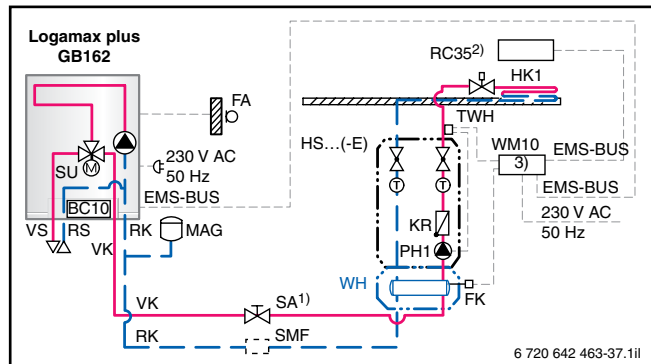 Logamax plus
GB162
RC35²⁾
HK1
FA
TWH
HS...(-E)
WM10
3)
EMS-BUS
230 V AC
50 Hz
SU
M
T
T
EMS-BUS
EMS-BUS
BC10
230 V AC
50 Hz
VS
RS
RK
MAG
KR
VK
PH1
WH
FK
VK
SA¹⁾
RK
SMF
6 720 642 463-37.1il